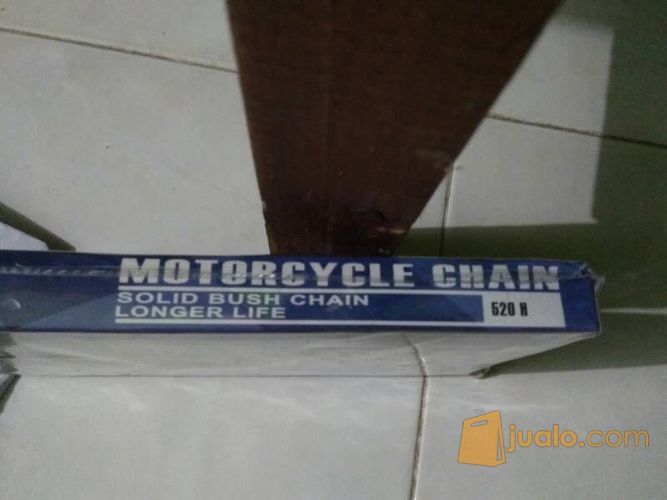 MOTORCYCLE CHAIN
SOLID BUSH CHAIN
LONGER LIFE
520 H
jualo.com